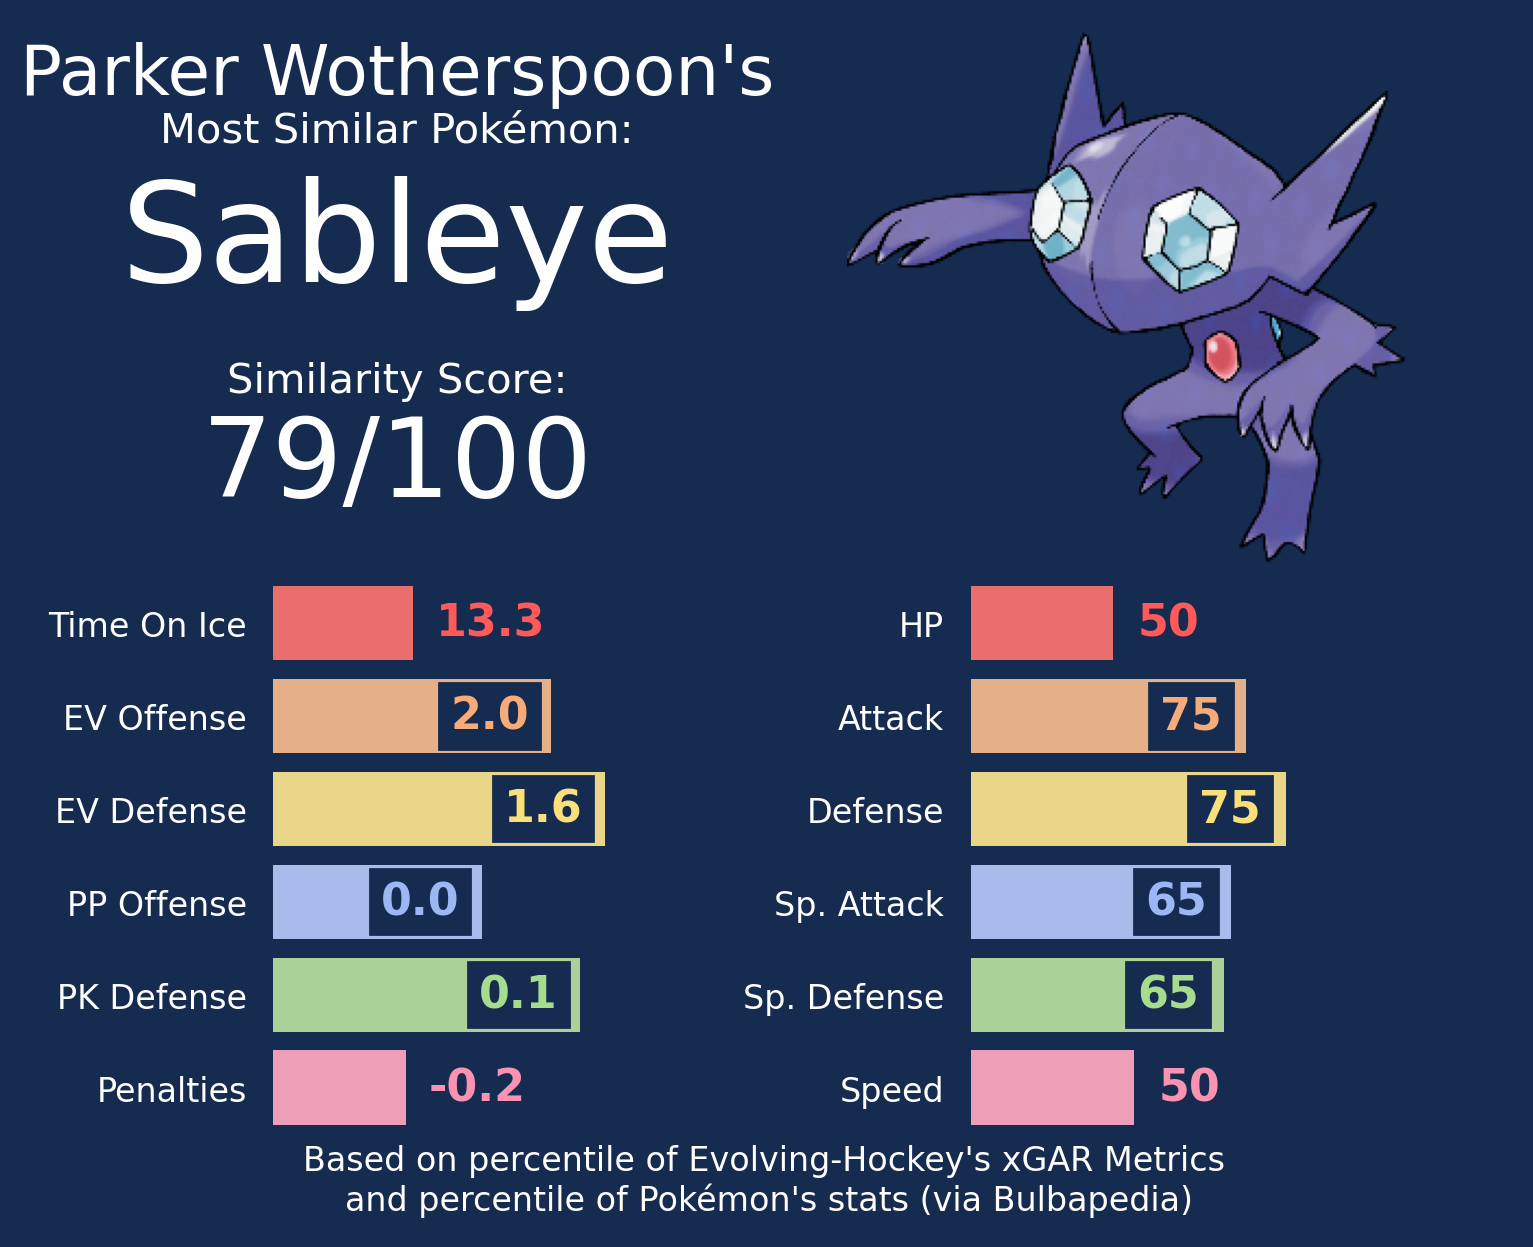 Parker Wotherspoon's
Most Similar Pokémon:
Sableye
Similarity Score:
79/100
Time On Ice 13.3
EV Offense 2.0
EV Defense 1.6
PP Offense 0.0
PK Defense 0.1
Penalties -0.2
HP 50
Attack 75
Defense 75
Sp. Attack 65
Sp. Defense 65
Speed 50
Based on percentile of Evolving-Hockey's xGAR Metrics
and percentile of Pokémon's stats (via Bulbapedia)